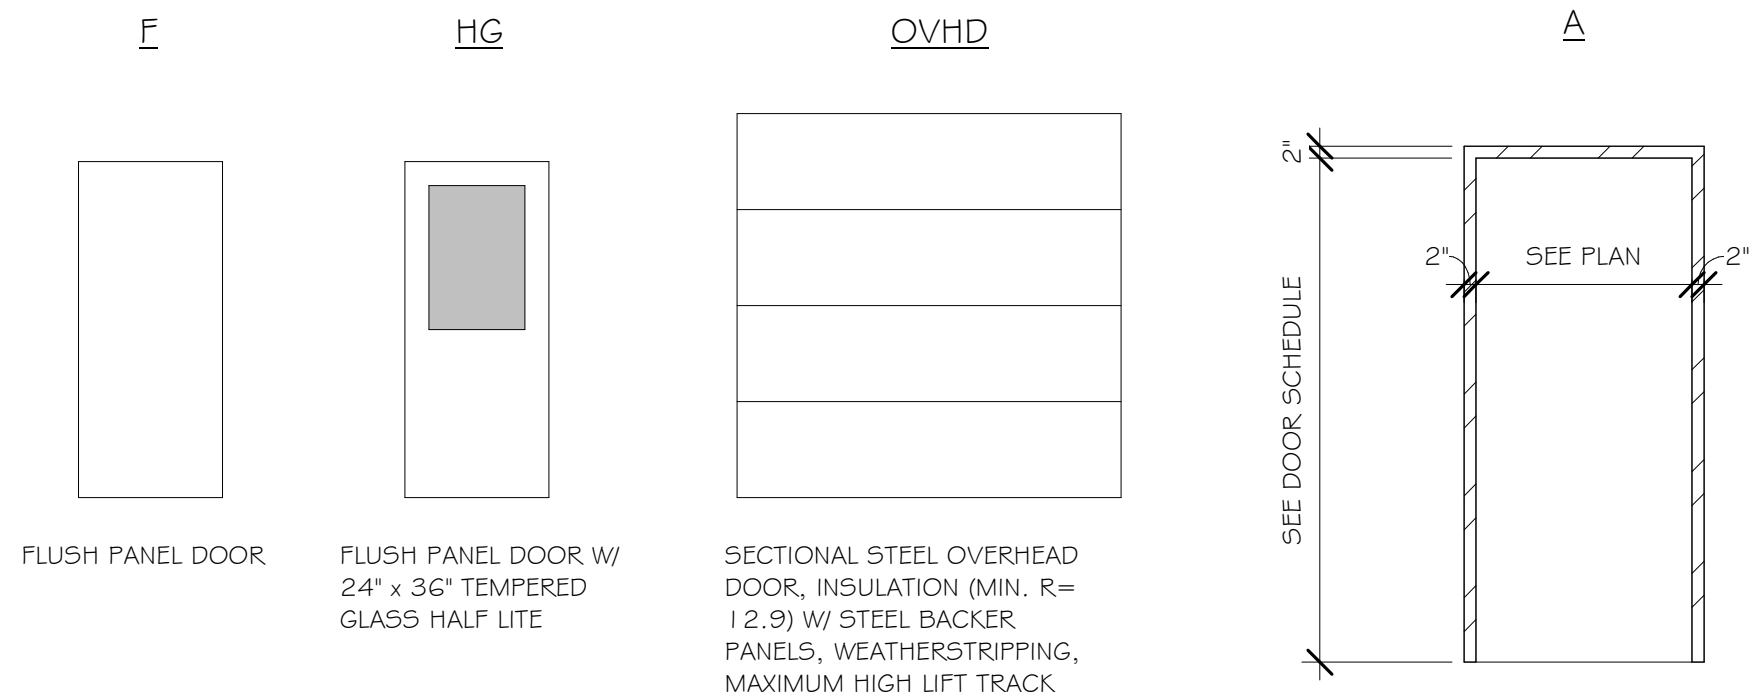 F
HG
OVHD
A
FLUSH PANEL DOOR
FLUSH PANEL DOOR W/
24" x 36" TEMPERED
GLASS HALF LITE
SECTIONAL STEEL OVERHEAD
DOOR, INSULATION (MIN. R=
12.9) W/ STEEL BACKER
PANELS, WEATHERSTRIPPING,
MAXIMUM HIGH LIFT TRACK
2"
SEE DOOR SCHEDULE
2"
SEE PLAN
2"